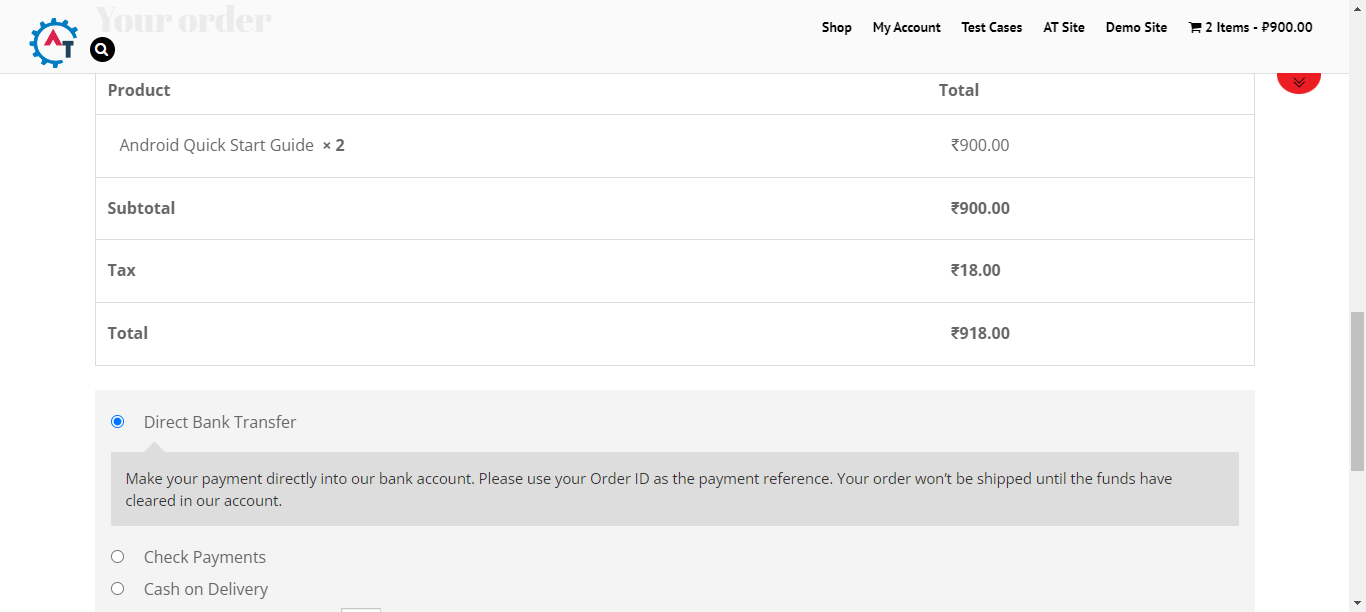 Your order
AT
Shop My Account Test Cases AT Site Demo Site 2 Items - ₹900.00
Product Total
Android Quick Start Guide × 2 ₹900.00
Subtotal ₹900.00
Tax ₹18.00
Total ₹918.00
Direct Bank Transfer
Make your payment directly into our bank account. Please use your Order ID as the payment reference. Your order won’t be shipped until the funds have
cleared in our account.
Check Payments
Cash on Delivery